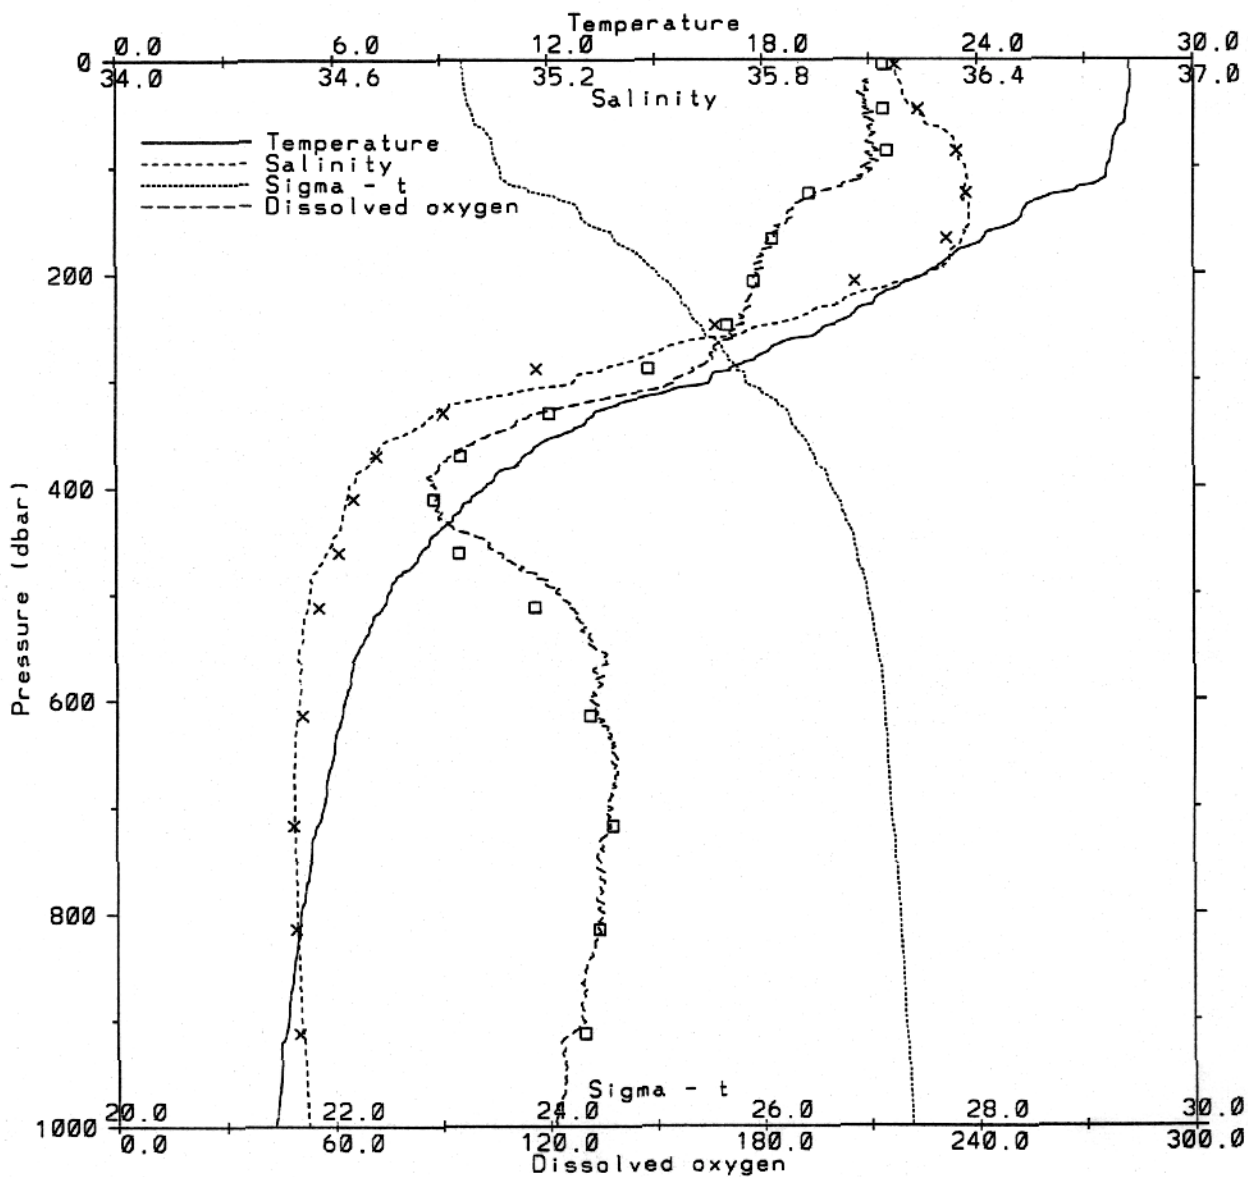 Temperature
0.0 6.0 12.0 18.0 24.0 30.0
0
34.0 34.6 35.2 35.8 36.4 37.0
Salinity
Temperature
Salinity
Sigma - t
Dissolved oxygen
200
400
600
800
1000
Pressure (dbar)
Sigma - t
20.0 22.0 24.0 26.0 28.0 30.0
0.0 60.0 120.0 180.0 240.0 300.0
Dissolved oxygen